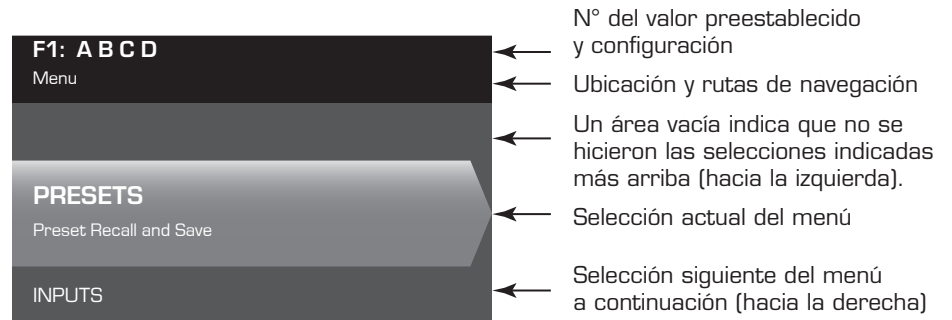 F1: A B C D
Menu
PRESETS
Preset Recall and Save
INPUTS
N° del valor preestablecido
y configuración
Ubicación y rutas de navegación
Un área vacía indica que no se
hicieron las selecciones indicadas
más arriba (hacia la izquierda).
Selección actual del menú
Selección siguiente del menú
a continuación (hacia la derecha)